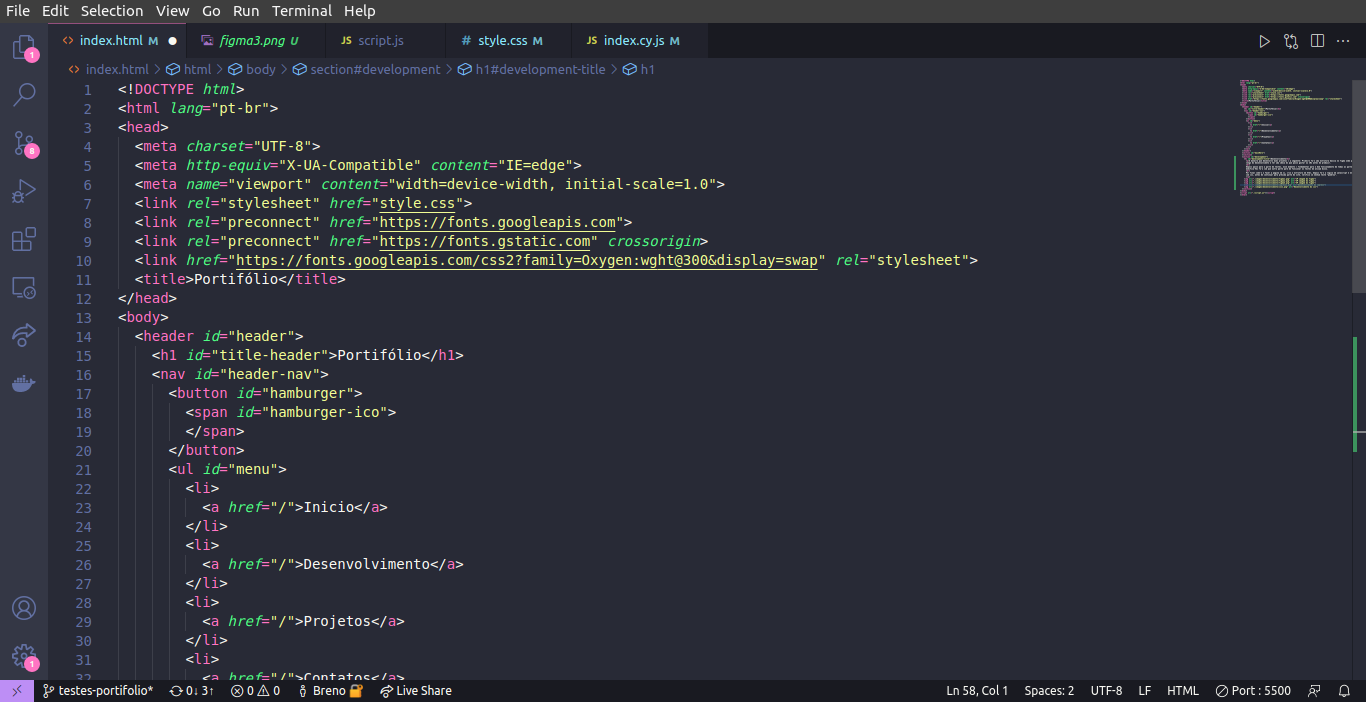 File Edit Selection View Go Run Terminal Help
index.html M figma3.png U JS script.js # style.css M JS index.cy.js M
index.html > html > body > section#development > h1#development-title > h1
1 <!DOCTYPE html>
2 <html lang="pt-br">
3 <head>
4 <meta charset="UTF-8">
5 <meta http-equiv="X-UA-Compatible" content="IE=edge">
6 <meta name="viewport" content="width=device-width, initial-scale=1.0">
7 <link rel="stylesheet" href="style.css">
8 <link rel="preconnect" href="https://fonts.googleapis.com">
9 <link rel="preconnect" href="https://fonts.gstatic.com" crossorigin>
10 <link href="https://fonts.googleapis.com/css2?family=Oxygen:wght@300&display=swap" rel="stylesheet">
11 <title>Portifólio</title>
12 </head>
13 <body>
14 <header id="header">
15 <h1 id="title-header">Portifólio</h1>
16 <nav id="header-nav">
17 <button id="hamburger">
18 <span id="hamburger-ico">
19 </span>
20 </button>
21 <ul id="menu">
22 <li>
23 <a href="/">Inicio</a>
24 </li>
25 <li>
26 <a href="/">Desenvolvimento</a>
27 </li>
28 <li>
29 <a href="/">Projetos</a>
30 </li>
31 <li>
32 <a href="/">Contatos</a>
1
8
1
testes-portifolio* 0↓ 3↑ 0 0 Breno Live Share Ln 58, Col 1 Spaces: 2 UTF-8 LF HTML Port : 5500